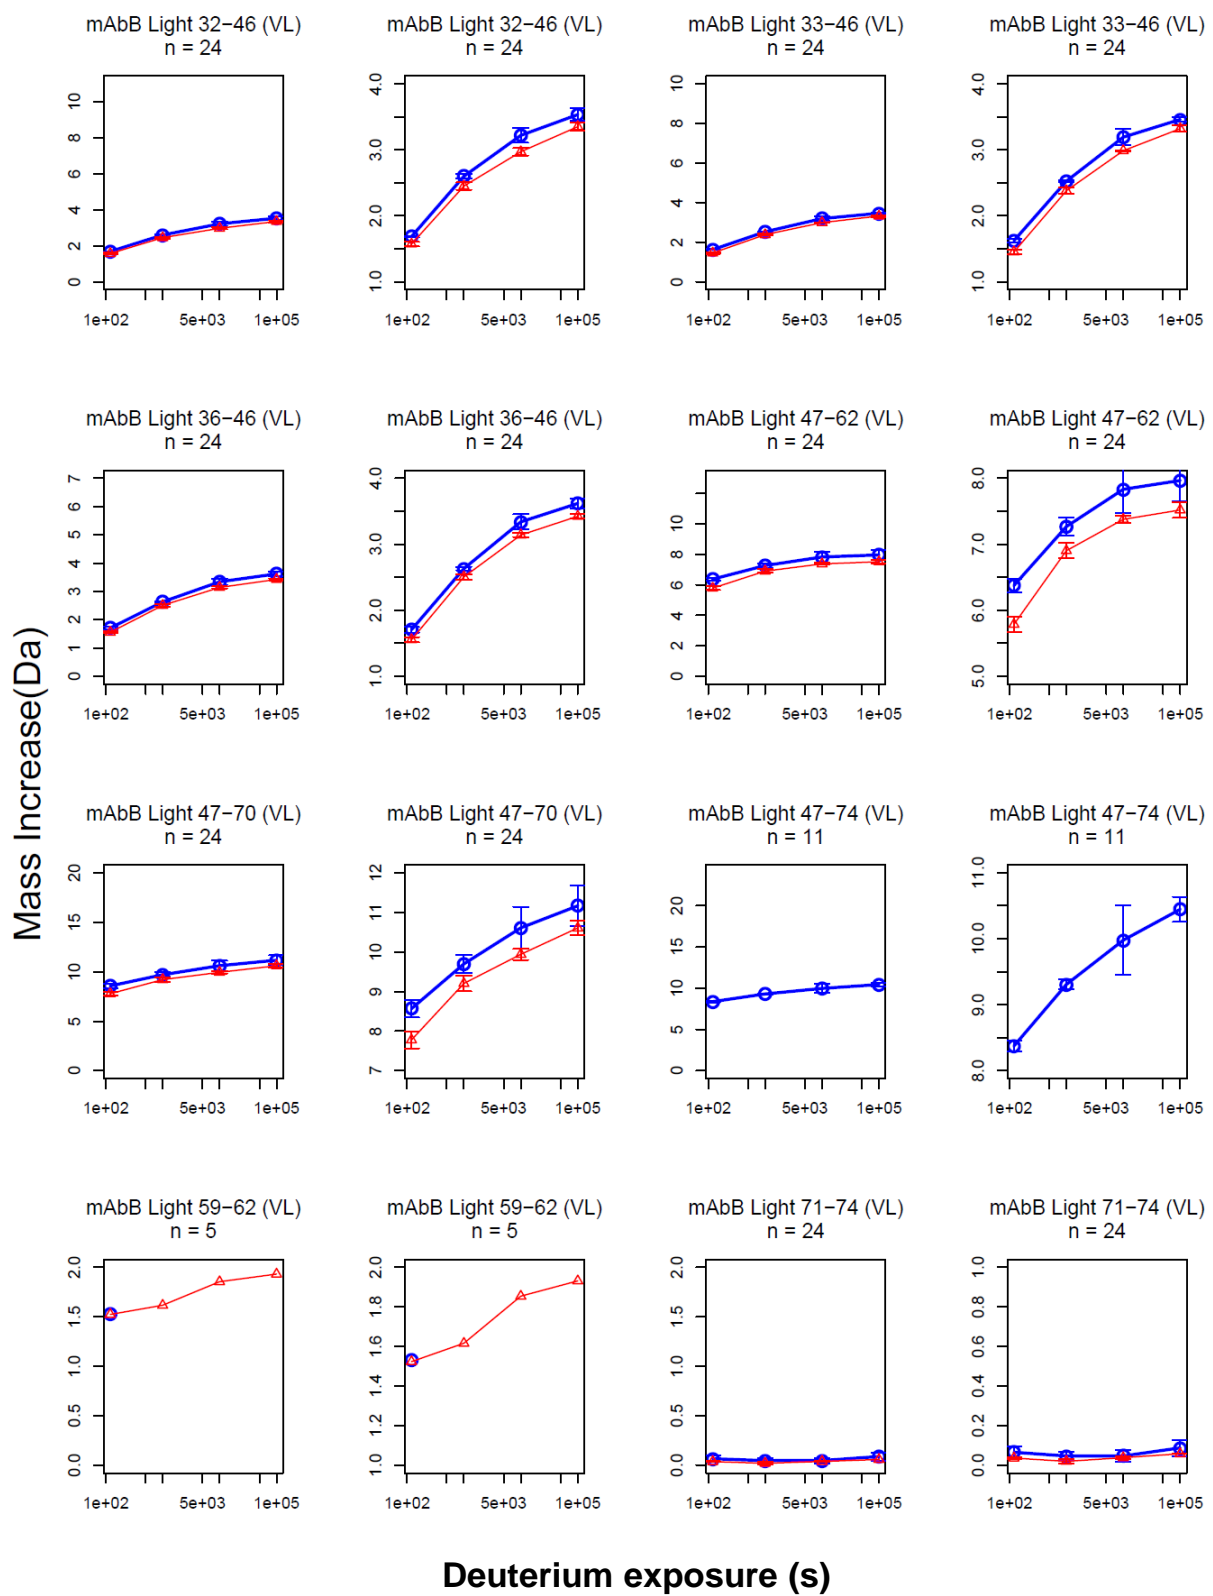 mAbB Light 32−46 (VL)
n = 24
0 2 4 6 8 10
1e+02 5e+03 1e+05
mAbB Light 32−46 (VL)
n = 24
1.0 2.0 3.0 4.0
1e+02 5e+03 1e+05
mAbB Light 33−46 (VL)
n = 24
0 2 4 6 8 10
1e+02 5e+03 1e+05
mAbB Light 33−46 (VL)
n = 24
1.0 2.0 3.0 4.0
1e+02 5e+03 1e+05
mAbB Light 36−46 (VL)
n = 24
0 1 2 3 4 5 6 7
1e+02 5e+03 1e+05
mAbB Light 36−46 (VL)
n = 24
1.0 2.0 3.0 4.0
1e+02 5e+03 1e+05
mAbB Light 47−62 (VL)
n = 24
0 2 4 6 8 10
1e+02 5e+03 1e+05
mAbB Light 47−62 (VL)
n = 24
5.0 6.0 7.0 8.0
1e+02 5e+03 1e+05
mAbB Light 47−70 (VL)
n = 24
0 5 10 15 20
1e+02 5e+03 1e+05
mAbB Light 47−70 (VL)
n = 24
7 8 9 10 11 12
1e+02 5e+03 1e+05
mAbB Light 47−74 (VL)
n = 11
0 5 10 15 20
1e+02 5e+03 1e+05
mAbB Light 47−74 (VL)
n = 11
8.0 9.0 10.0 11.0
1e+02 5e+03 1e+05
mAbB Light 59−62 (VL)
n = 5
0.0 0.5 1.0 1.5 2.0
1e+02 5e+03 1e+05
mAbB Light 59−62 (VL)
n = 5
1.0 1.2 1.4 1.6 1.8 2.0
1e+02 5e+03 1e+05
mAbB Light 71−74 (VL)
n = 24
0.0 0.5 1.0 1.5 2.0
1e+02 5e+03 1e+05
mAbB Light 71−74 (VL)
n = 24
0.0 0.2 0.4 0.6 0.8 1.0
1e+02 5e+03 1e+05
Mass Increase(Da)
Deuterium exposure (s)